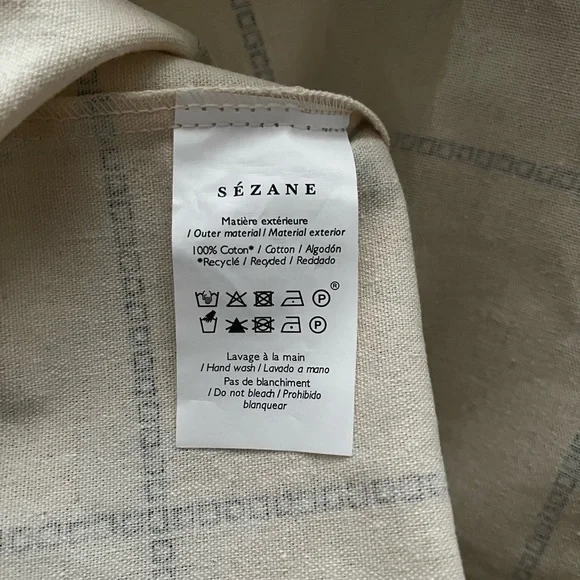 SÉZANE
Matière extérieure
/ Outer material / Material exterior
100% Coton* / Cotton / Algodón
*Recyclé / Recycled / Recidado
P ®
P
Lavage à la main
/ Hand wash / Lavado a mano
Pas de blanchiment
/ Do not bleach / Prohibido
blanquear